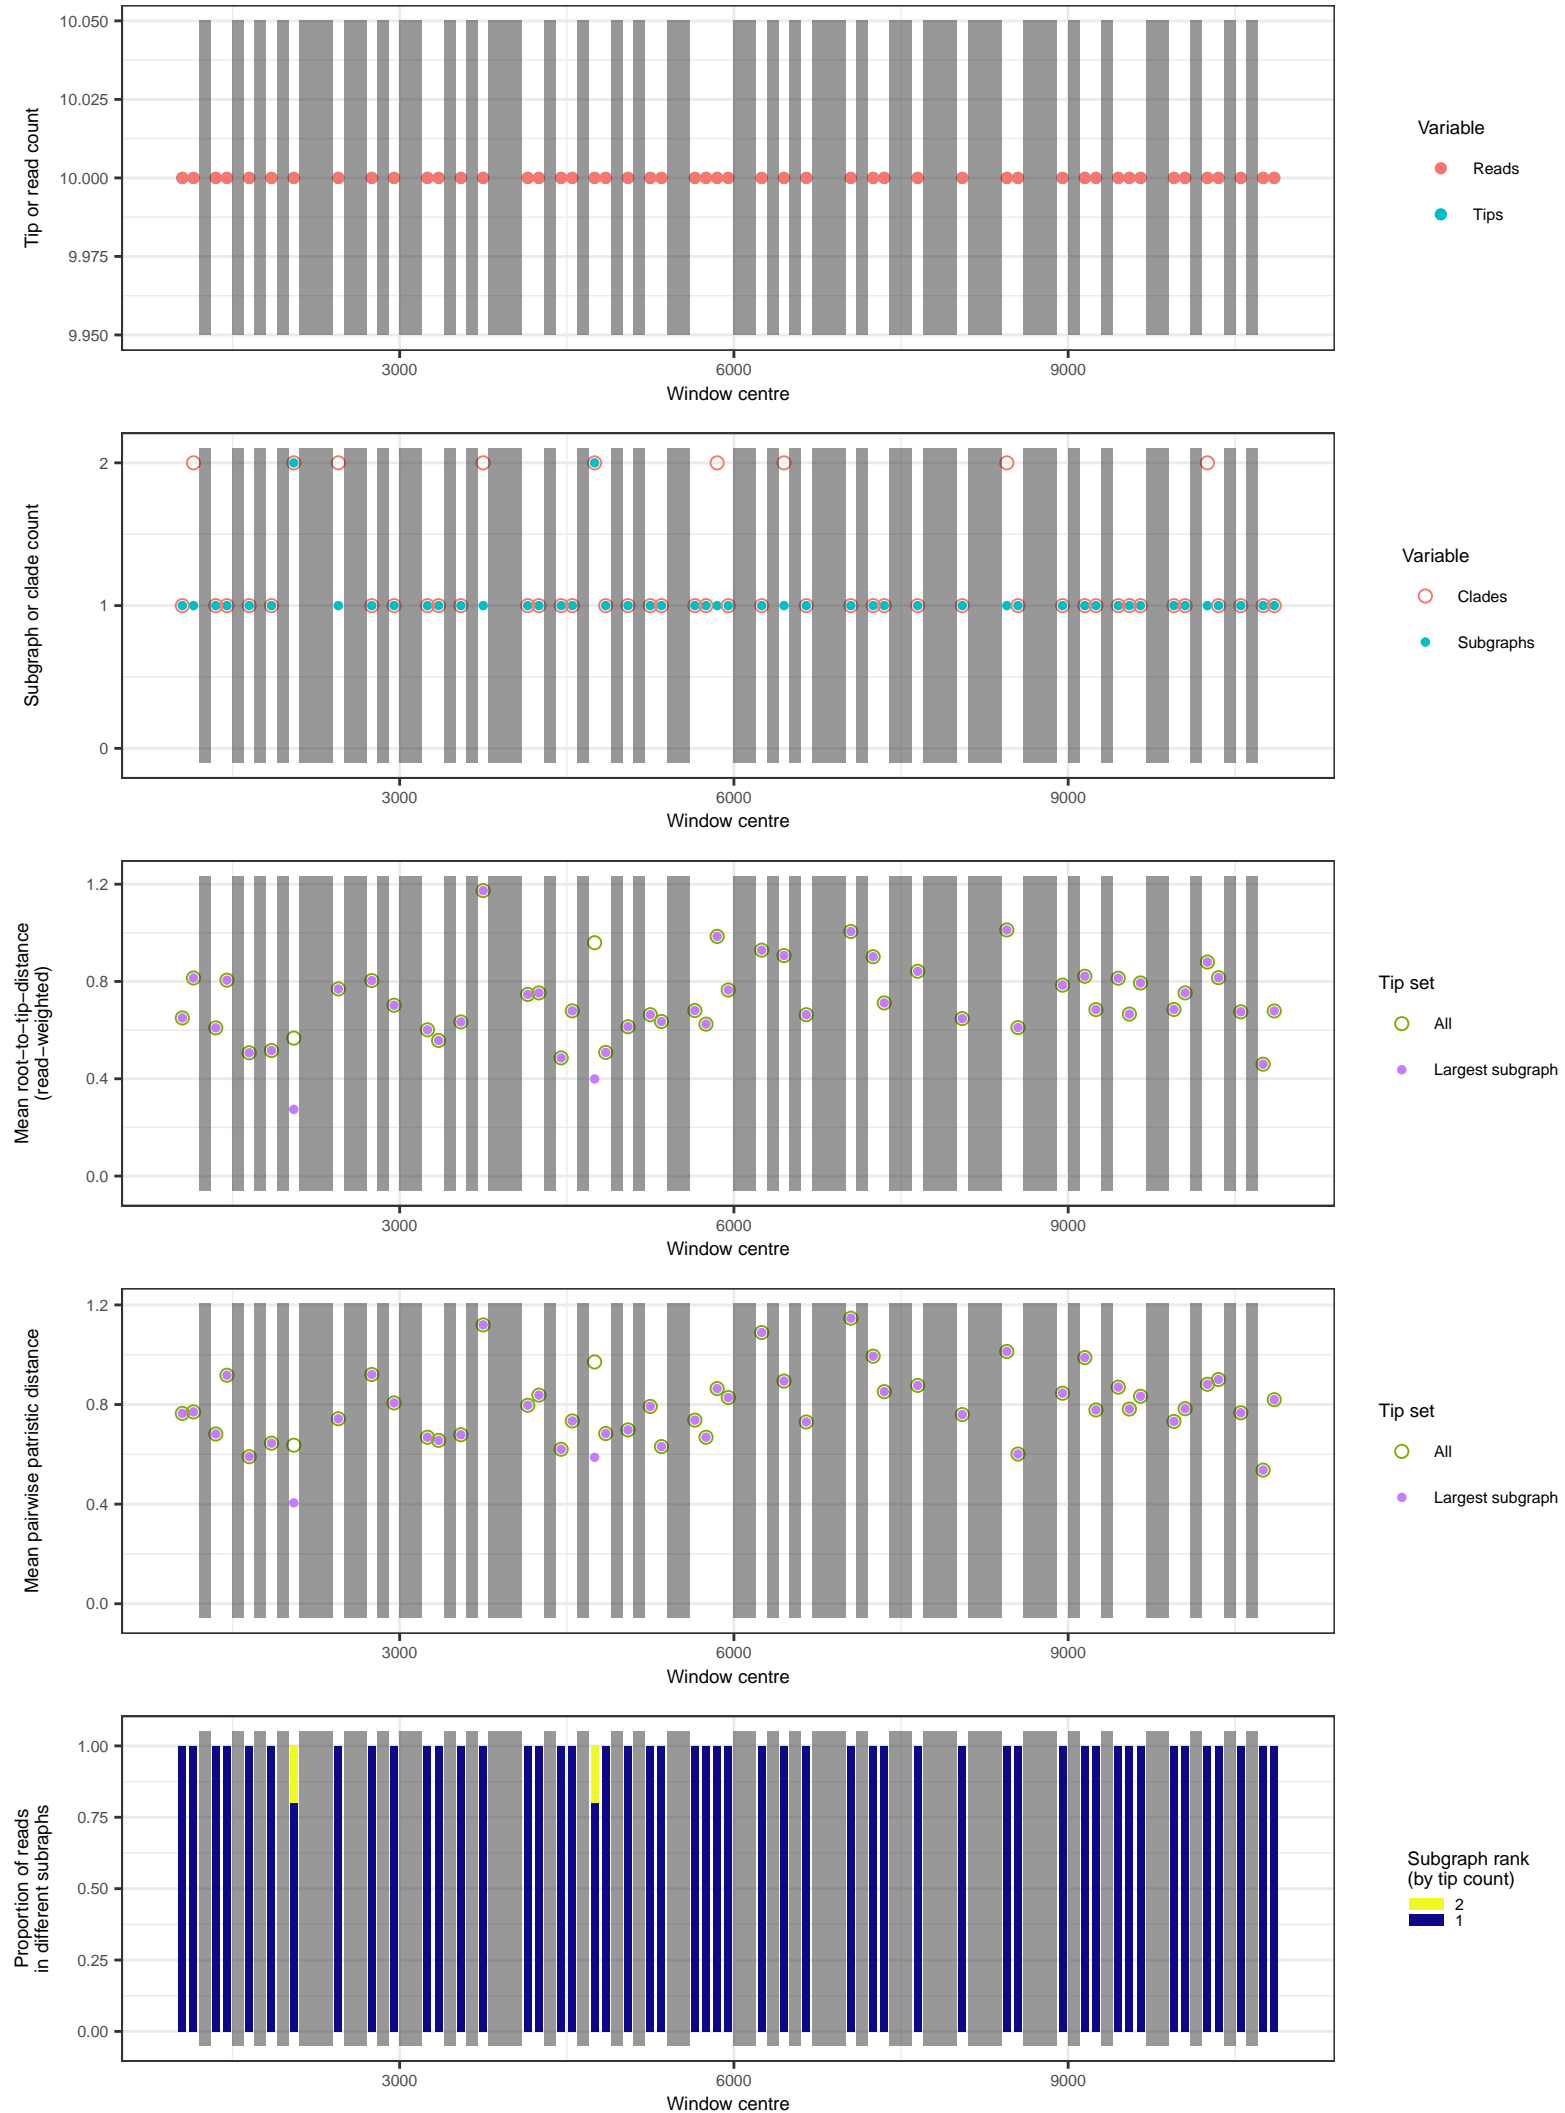 10.050
10.025
10.000
9.975
9.950
Tip or read count
3000
6000
9000
Window centre
Variable
Reads
Tips
2
1
0
Subgraph or clade count
3000
6000
9000
Window centre
Variable
Clades
Subgraphs
1.2
0.8
0.4
0.0
Mean root−to−tip−distance
(read−weighted)
3000
6000
9000
Window centre
Tip set
All
Largest subgraph
1.2
0.8
0.4
0.0
Mean pairwise patristic distance
3000
6000
9000
Window centre
Tip set
All
Largest subgraph
1.00
0.75
0.50
0.25
0.00
Proportion of reads
in different subraphs
3000
6000
9000
Window centre
Subgraph rank
(by tip count)
2
1